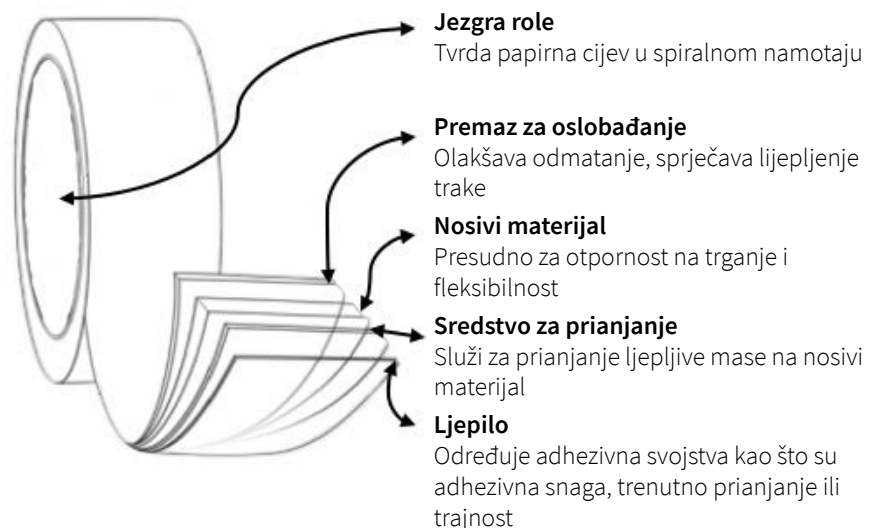 Jezgra role
Tvrda papirna cijev u spiralnom namotaju
Premaz za oslobađanje
Olakšava odmatanje, sprječava lijepljenje
trake
Nosivi materijal
Presudno za otpornost na trganje i
fleksibilnost
Sredstvo za prianjanje
Služi za prianjanje ljepljive mase na nosivi
materijal
Ljepilo
Određuje adhezivna svojstva kao što su
adhezivna snaga, trenutno prianjanje ili
trajnost